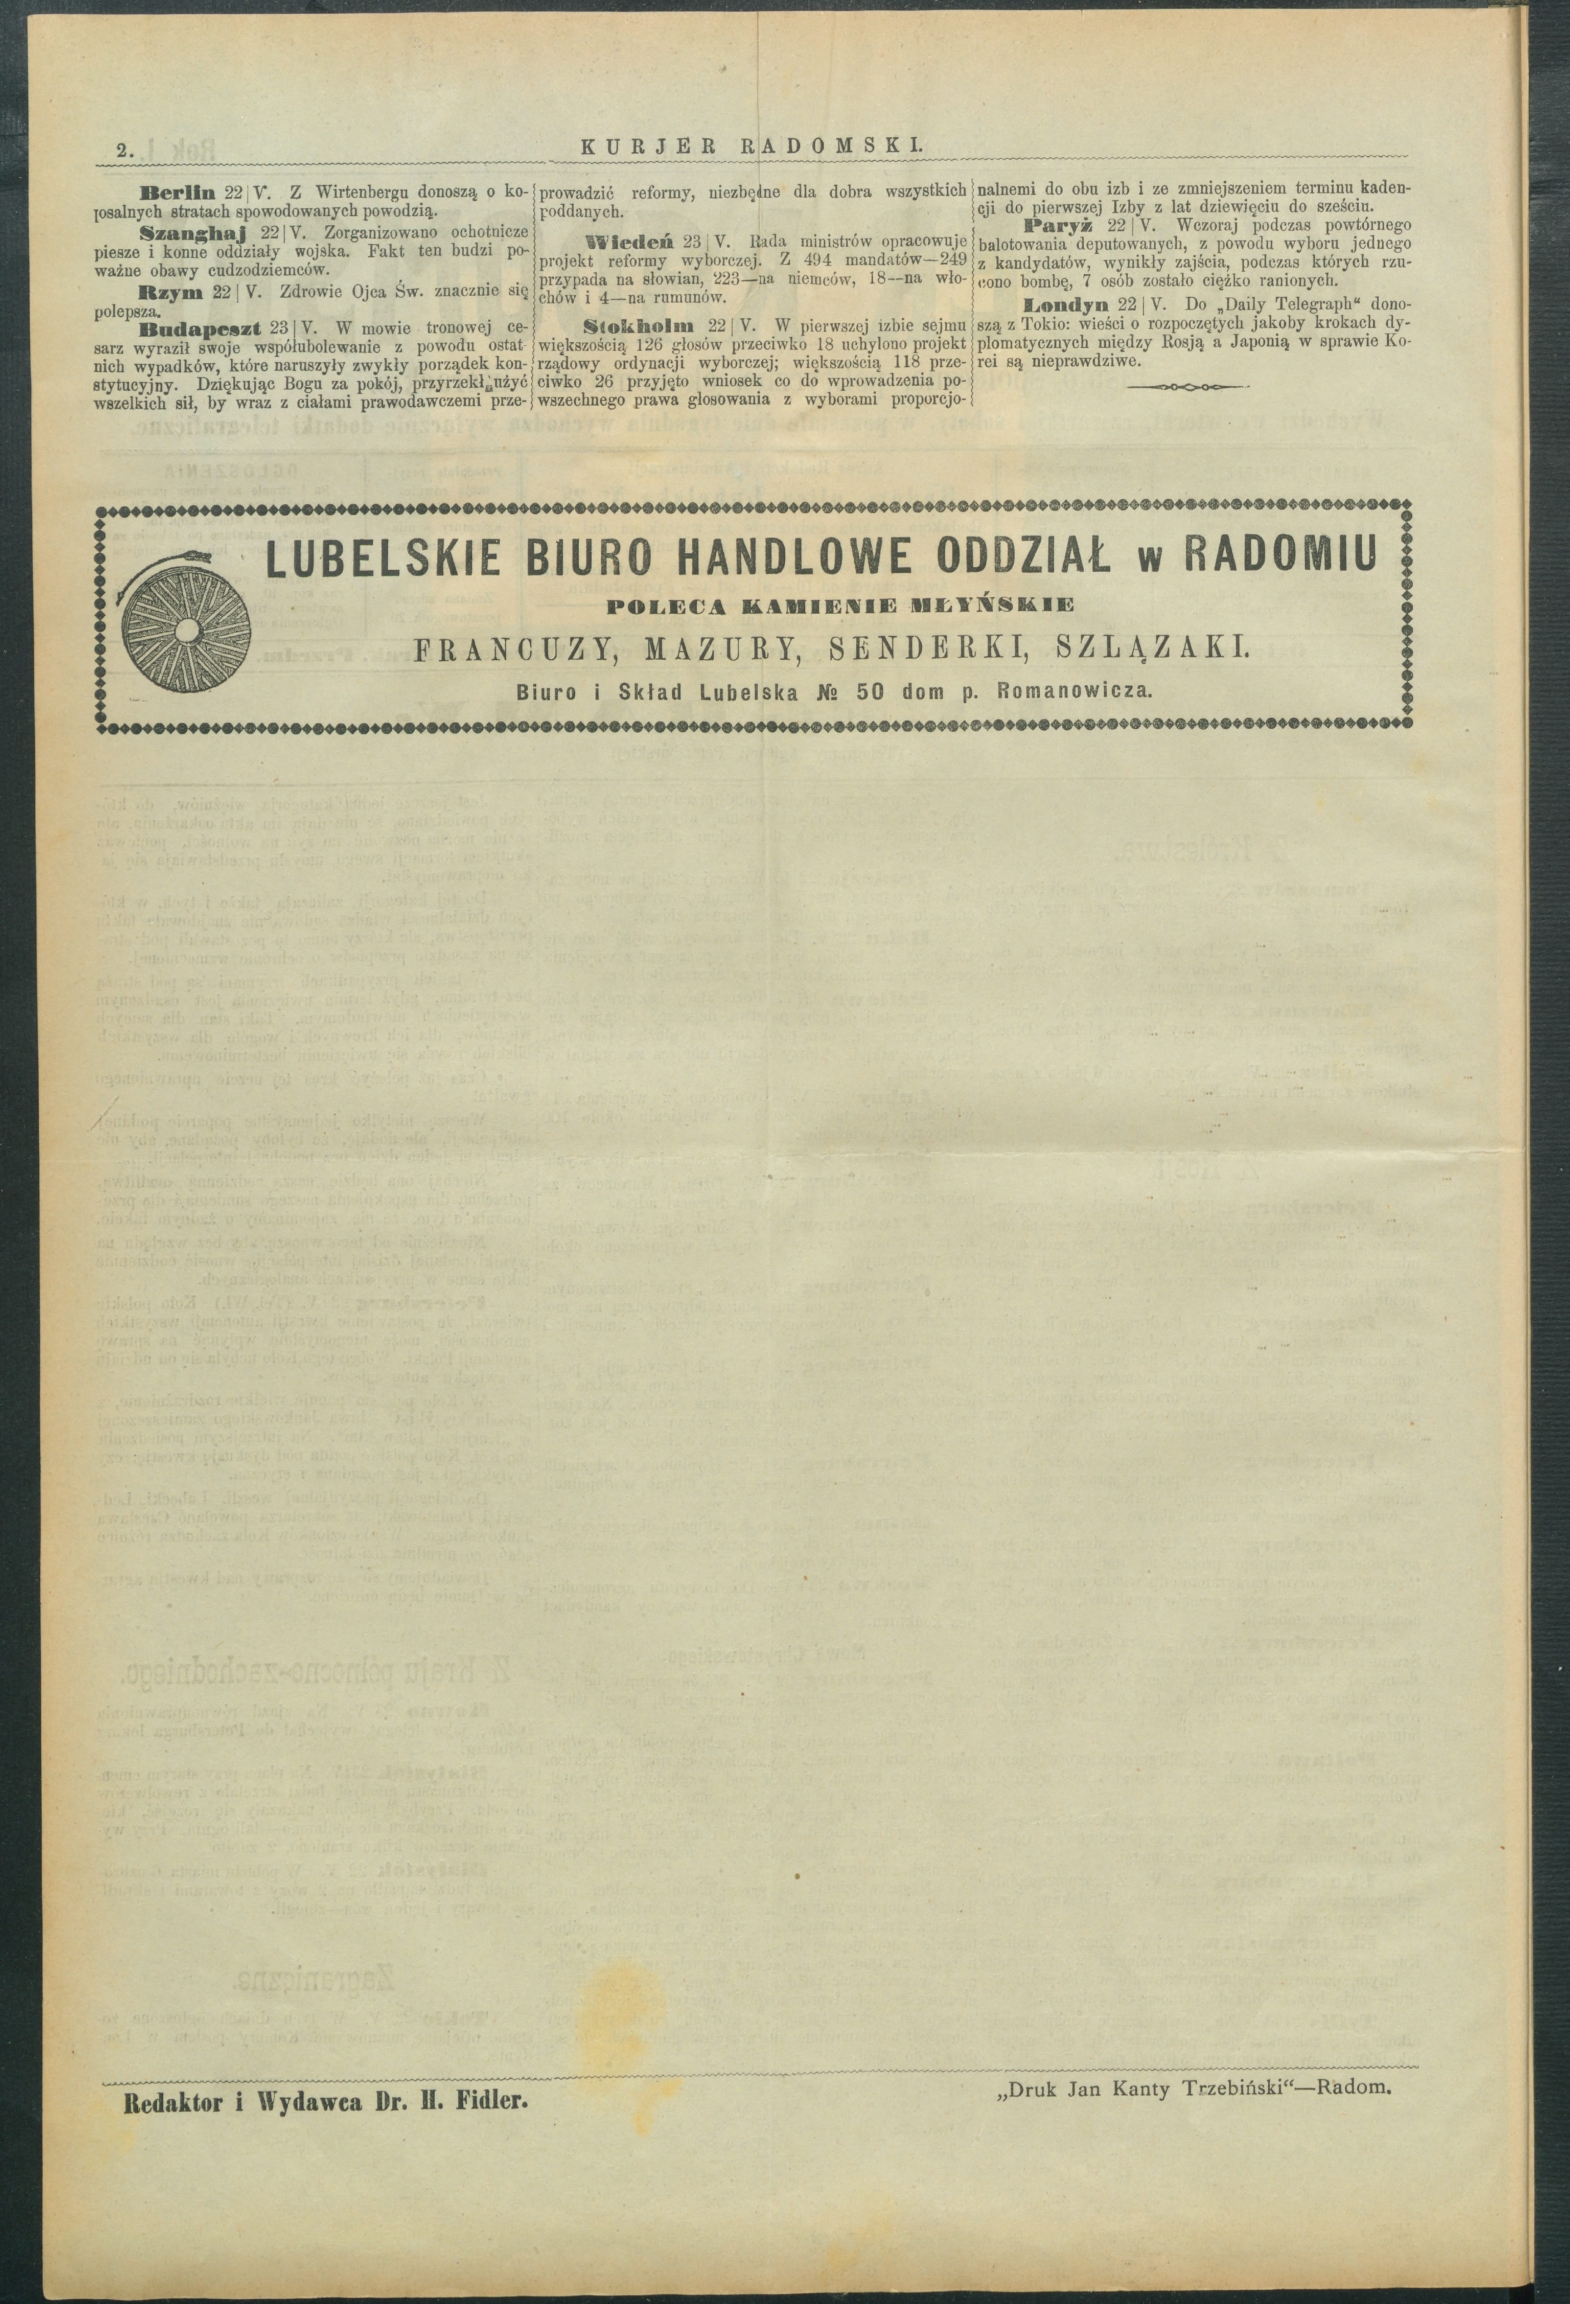 2.
KURJER RADOMSKI.
Berlin 22|V. Z Wirtenbergu donoszą o ko-
losalnych stratach spowodowanych powodzią.
Szanghaj 22|V. Zorganizowano ochotnicze
piesze i konne oddziały wojska. Fakt ten budzi po-
ważne obawy cudzodziemców.
Rzym 22|V. Zdrowie Ojca Św. znacznie się
polepsza.
Budapeszt 23|V. W mowie tronowej ce-
sarz wyraził swoje współubolewanie z powodu ostat
nich wypadków, które naruszyły zwykły porządek kon-
stytucyjny. Dziękując Bogu za pokój, przyrzekł użyć
wszelkich sił, by wraz z ciałami prawodawczemi prze-
prowadzić reformy, niezbędne dla dobra wszystkich
poddanych.
Wiedeń 23|V. Rada ministrów opracowuje
projekt reformy wyborczej. Z 494 mandatów—249
przypada na słowian, 223—na niemców, 18—na wło-
chów i 4—na rumunów.
Stokholm 22|V. W pierwszej izbie sejmu
większością 126 głosów przeciwko 18 uchylono projekt
rządowy ordynacji wyborczej; większością 118 prze-
ciwko 26 przyjęto wniosek co do wprowadzenia po-
wszechnego prawa głosowania z wyborami proporcjo-
nalnemi do obu izb i ze zmniejszeniem terminu kaden-
cji do pierwszej Izby z lat dziewięciu do sześciu.
Paryż 22|V. Wczoraj podczas powtórnego
balotowania deputowanych, z powodu wyboru jednego
z kandydatów, wynikły zajścia, podczas których rzu-
cono bombę, 7 osób zostało ciężko ranionych.
Londyn 22|V. Do „Daily Telegraph“ dono-
szą z Tokio: wieści o rozpoczętych jakoby krokach dy-
plomatycznych między Rosją a Japonią w sprawie Ko-
rei są nieprawdziwe.
LUBELSKIE BIURO HANDLOWE ODDZIAŁ w RADOMIU
POLECA KAMIENIE MŁYŃSKIE
FRANCUZY, MAZURY, SENDERKI, SZLĄZAKI.
Biuro i Skład Lubelska № 50 dom p. Romanowicza.
Redaktor i Wydawca Dr. H. Fidler.
„Druk Jan Kanty Trzebiński“—Radom.